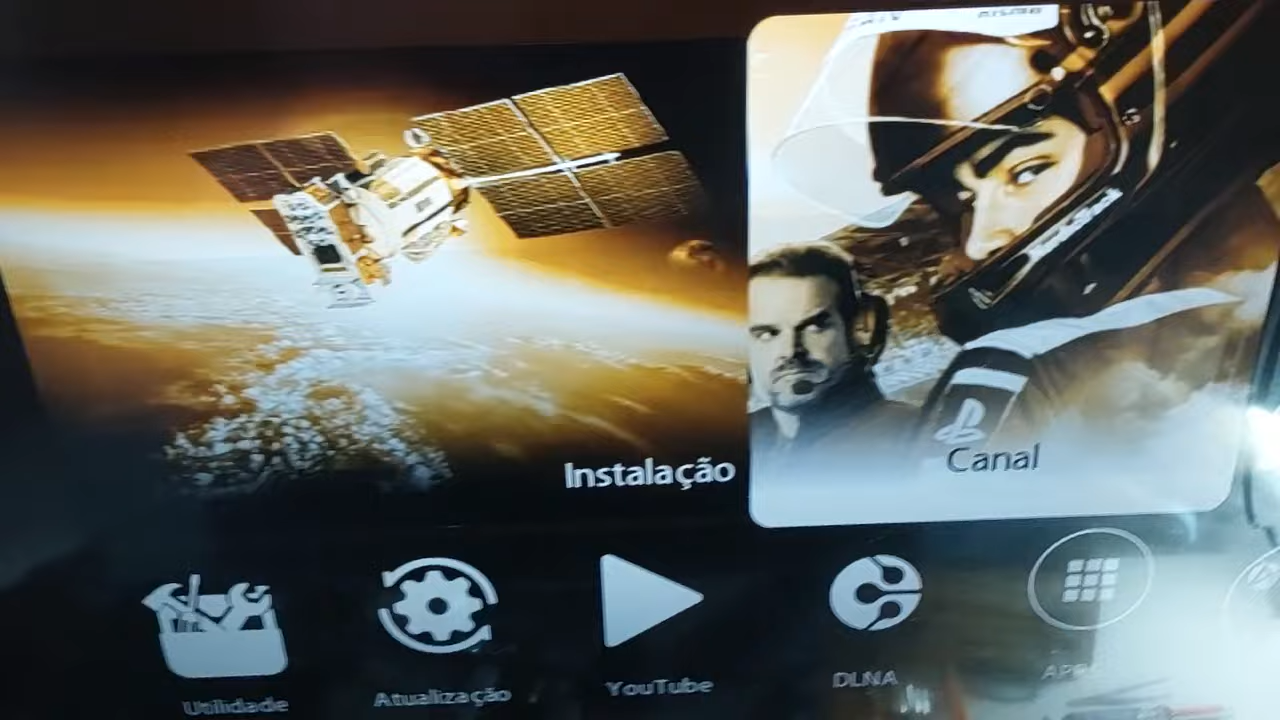 Instalação
Canal
Utilidade
Atualização
YouTube
DLNA